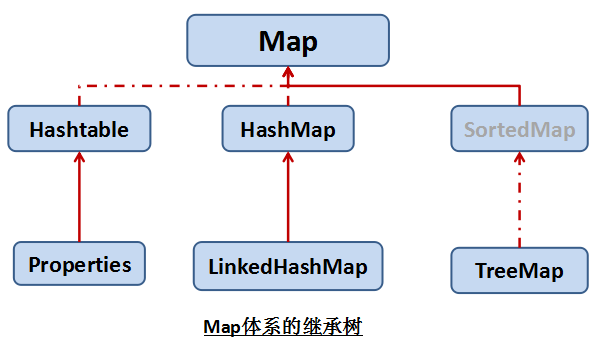 Map
Hashtable
HashMap
SortedMap
Properties
LinkedHashMap
TreeMap
Map体系的继承树